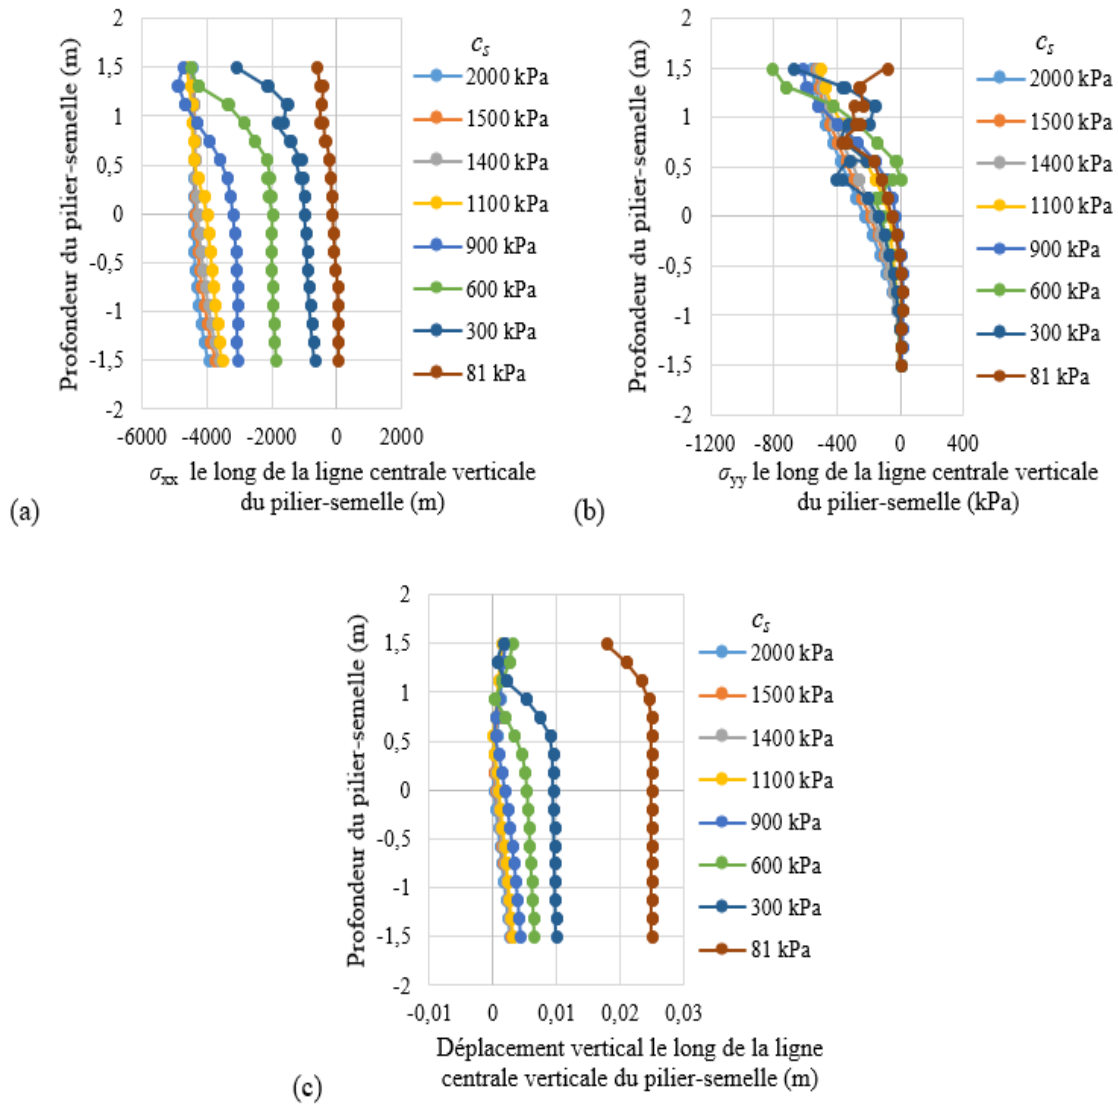 2
1,5
1
0,5
0
-0,5
-1
-1,5
-2
-6000 -4000 -2000 0 2000
Profondeur du pilier-semelle (m)
σxx le long de la ligne centrale verticale
du pilier-semelle (m)
cs
2000 kPa
1500 kPa
1400 kPa
1100 kPa
900 kPa
600 kPa
300 kPa
81 kPa
(a)
2
1,5
1
0,5
0
-0,5
-1
-1,5
-2
-1200 -800 -400 0 400
Profondeur du pilier-semelle (m)
σyy le long de la ligne centrale verticale
du pilier-semelle (kPa)
cs
2000 kPa
1500 kPa
1400 kPa
1100 kPa
900 kPa
600 kPa
300 kPa
81 kPa
(b)
2
1,5
1
0,5
0
-0,5
-1
-1,5
-2
-0,01 0 0,01 0,02 0,03
Profondeur du pilier-semelle (m)
Déplacement vertical le long de la ligne
centrale verticale du pilier-semelle (m)
cs
2000 kPa
1500 kPa
1400 kPa
1100 kPa
900 kPa
600 kPa
300 kPa
81 kPa
(c)